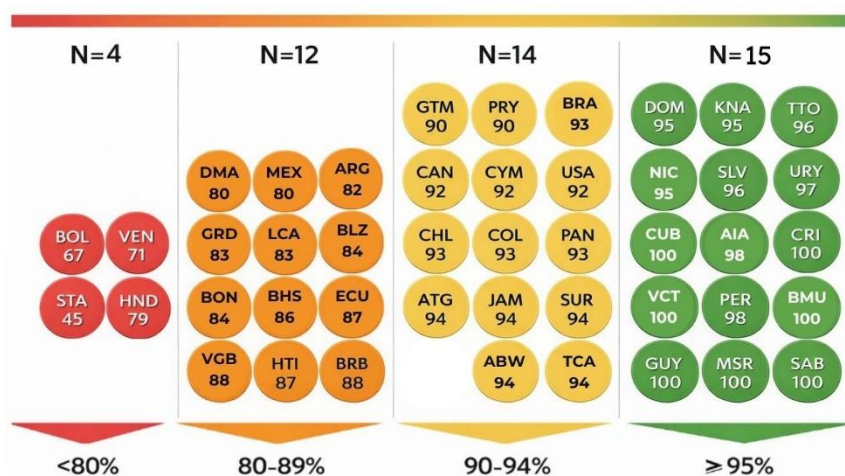 N=4
BOL
67
VEN
71
STA
45
HND
79
<80%
N=12
DMA
80
MEX
80
ARG
82
GRD
83
LCA
83
BLZ
84
BON
84
BHS
86
ECU
87
VGB
88
HTI
87
BRB
88
80-89%
N=14
GTM
90
PRY
90
BRA
93
CAN
92
CYM
92
USA
92
CHL
93
COL
93
PAN
93
ATG
94
JAM
94
SUR
94
ABW
94
TCA
94
90-94%
N=15
DOM
95
KNA
95
TTO
96
NIC
95
SLV
96
URY
97
CUB
100
AIA
98
CRI
100
VCT
100
PER
98
BMU
100
GUY
100
MSR
100
SAB
100
⩾95%